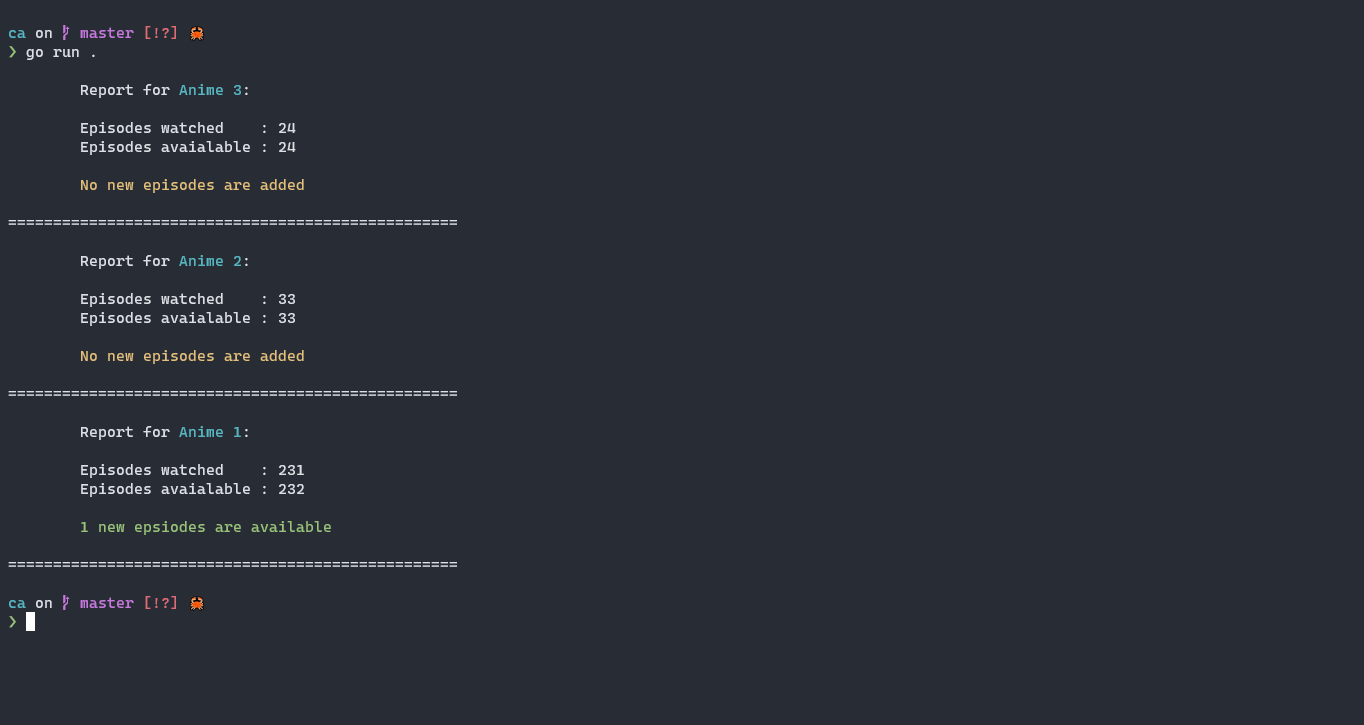 ca on master [!?] 🦀
❯ go run .
Report for Anime 3:
Episodes watched    : 24
Episodes avaialable : 24
No new episodes are added
==================================================
Report for Anime 2:
Episodes watched    : 33
Episodes avaialable : 33
No new episodes are added
==================================================
Report for Anime 1:
Episodes watched    : 231
Episodes avaialable : 232
1 new epsiodes are available
==================================================
ca on master [!?] 🦀
❯